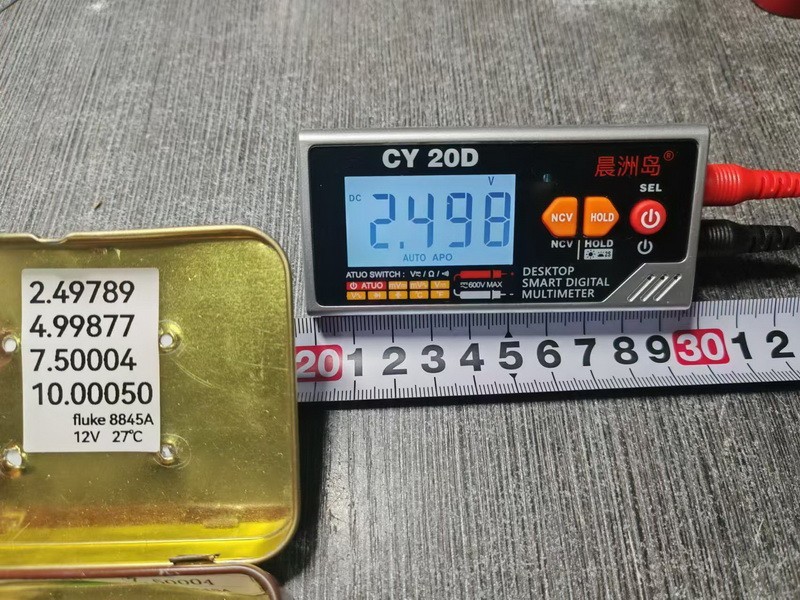 CY 20D
晨洲岛®
SEL
V
DC
2.498
AUTO APO
NCV
HOLD
NCV
HOLD
ATUO SWITCH : V≂ / Ω /
ATUO
≂600V MAX
DESKTOP
SMART DIGITAL
MULTIMETER
2.49789
4.99877
7.50004
10.00050
fluke 8845A
12V 27℃
20 1 2 3 4 5 6 7 8 9 30 1 2
50004